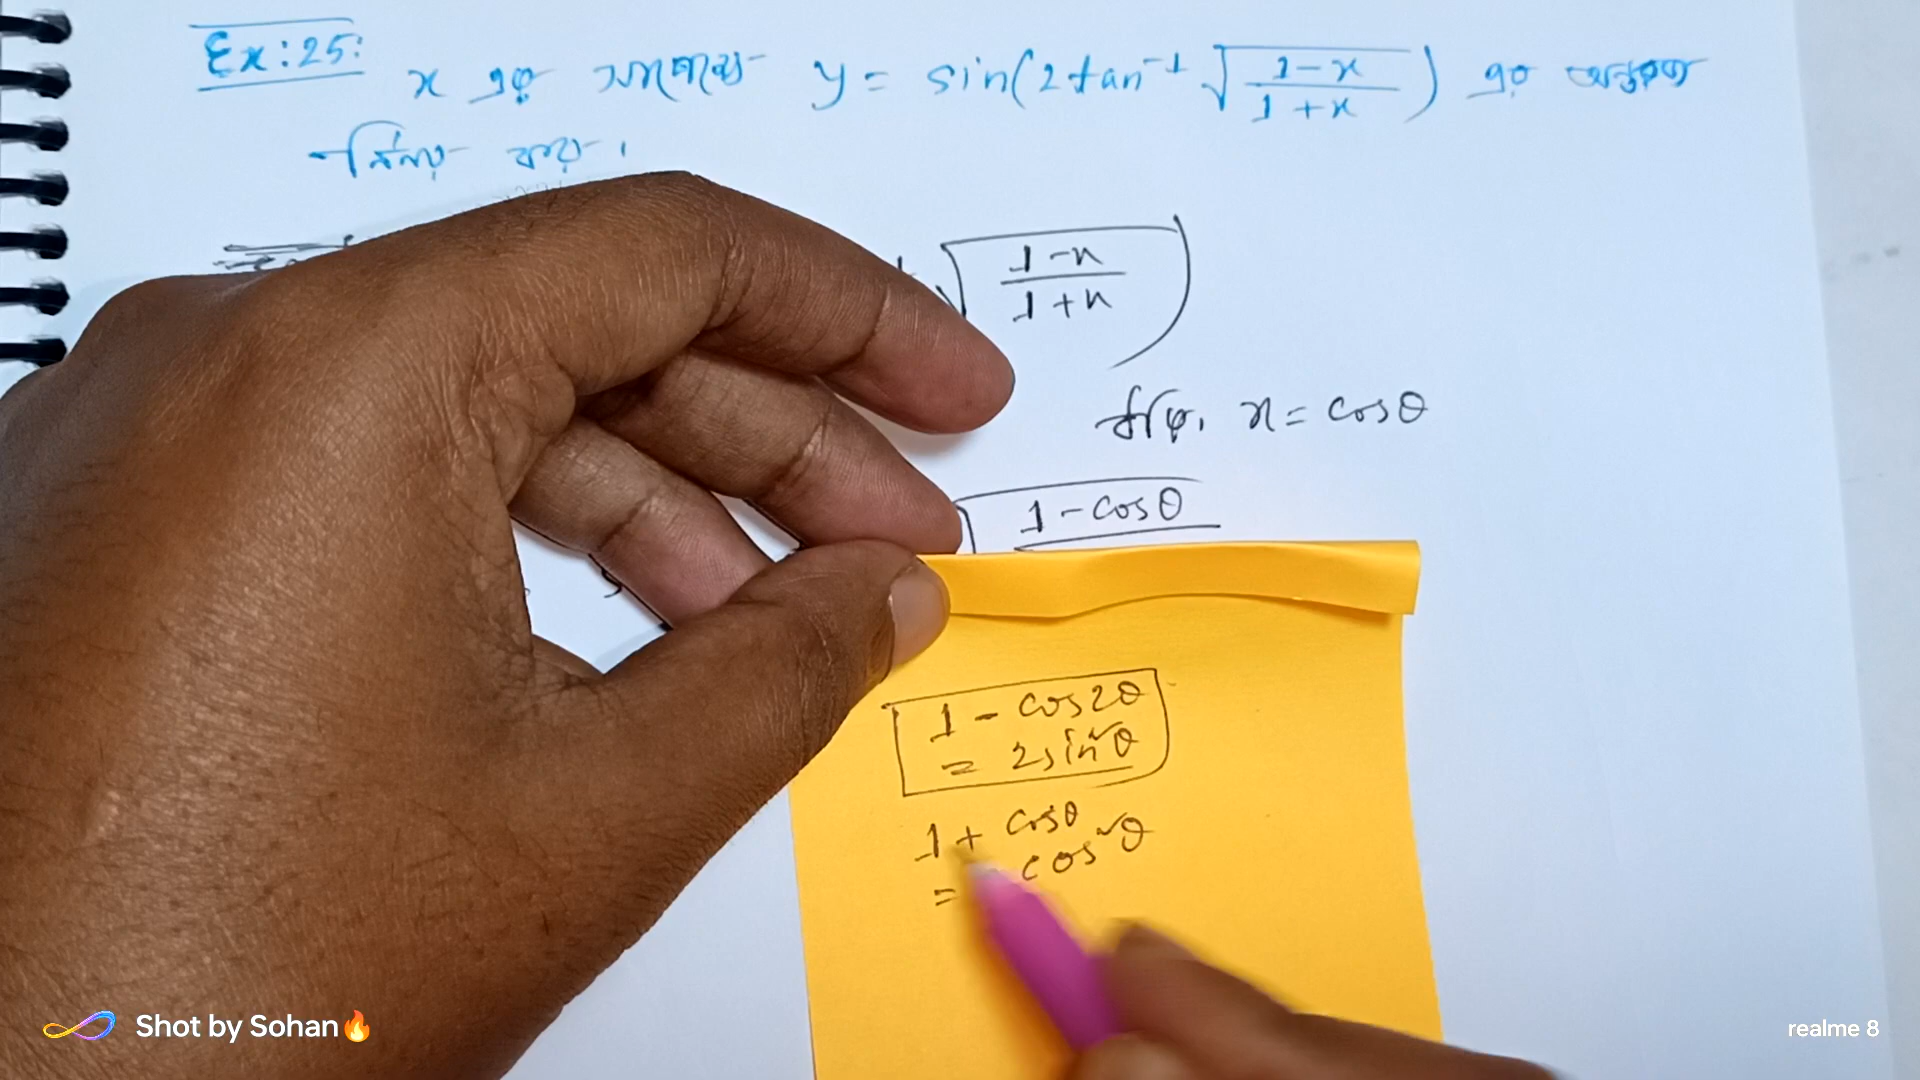 Ex:25:
x এর সাপেক্ষে y = sin(2tan⁻¹ √((1-x)/(1+x))) এর অন্তরজ
নির্ণয় কর।
√((1-x)/(1+x)) )
ধরি, x = cosθ
1-cosθ
1 - cos2θ
= 2sin²θ
1 + cosθ
= cos²θ
Shot by Sohan🔥
realme 8